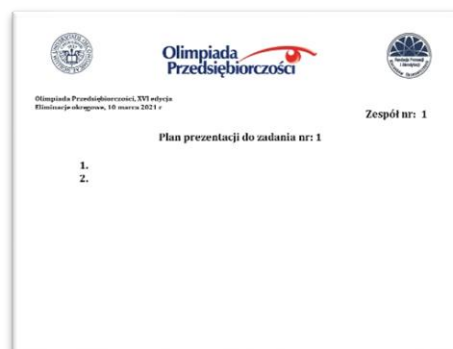 Olimpiada
Przedsiębiorczości
Olimpiada Przedsiębiorczości, XVI edycja
Eliminacje okręgowe, 10 marca 2021 r
Zespół nr: 1
Plan prezentacji do zadania nr: 1
1.
2.